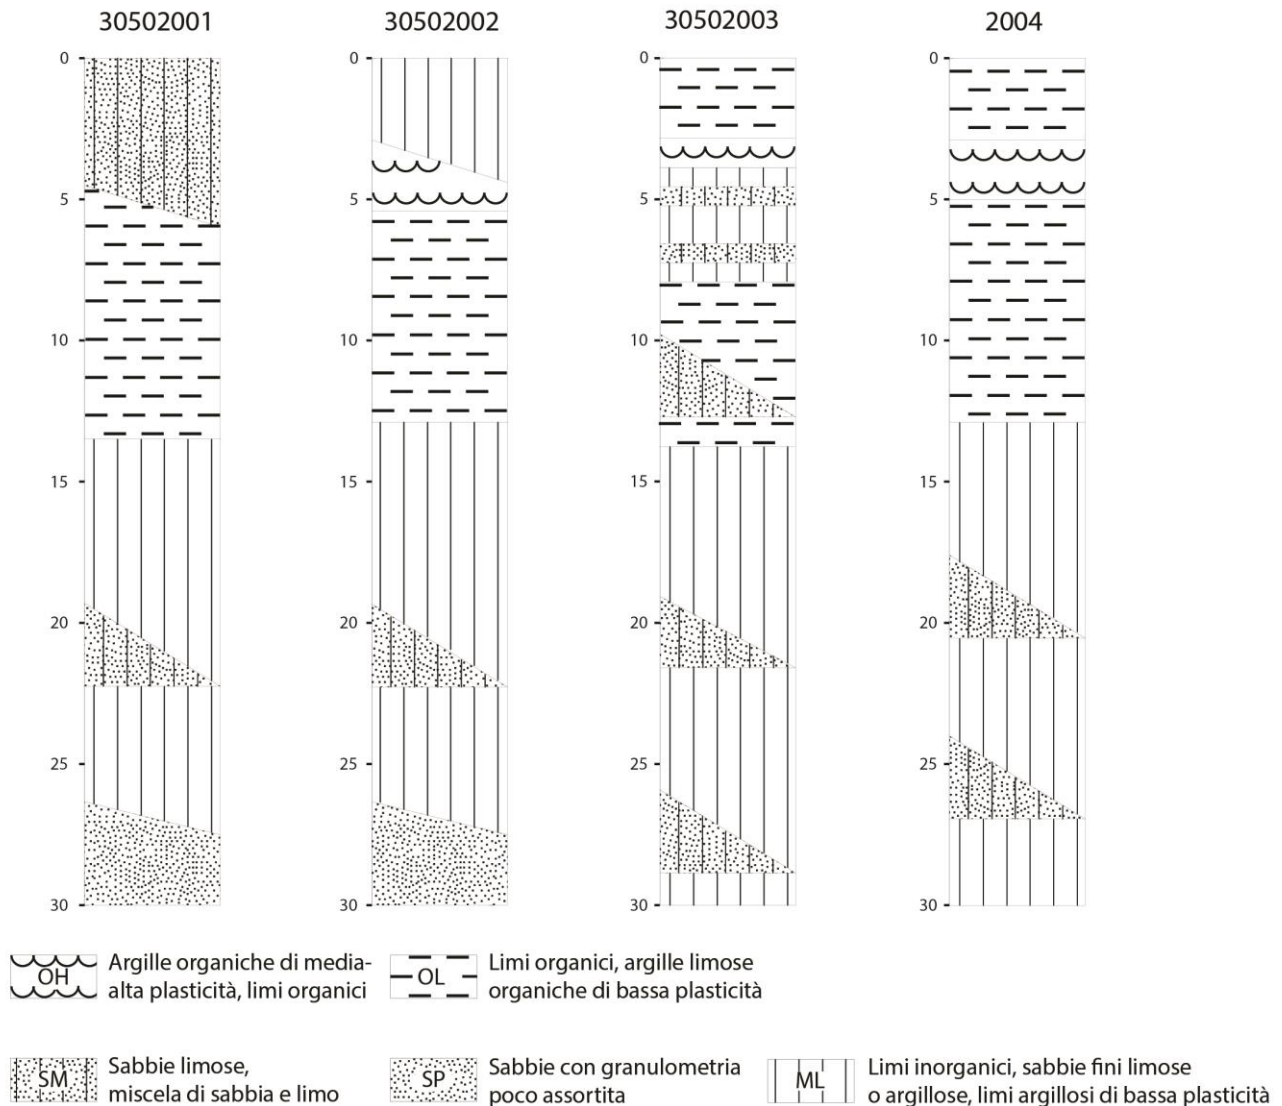 30502001
30502002
30502003
2004
0
5
10
15
20
25
30
0
5
10
15
20
25
30
0
5
10
15
20
25
30
0
5
10
15
20
25
30
OH
Argille organiche di media-
alta plasticità, limi organici
OL
Limi organici, argille limose
organiche di bassa plasticità
SM
Sabbie limose,
miscela di sabbia e limo
SP
Sabbie con granulometria
poco assortita
ML
Limi inorganici, sabbie fini limose
o argillose, limi argillosi di bassa plasticità